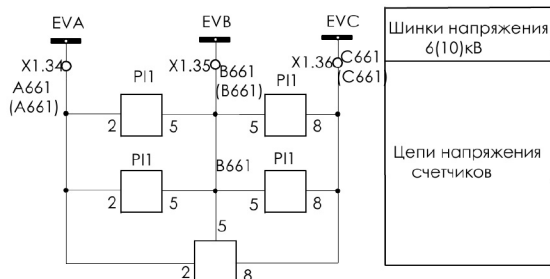 EVA EVB EVC
Шинки напряжения
6(10)кВ
X1.34 X1.35 X1.36
A661
(A661)
B661
(B661)
C661
(C661)
PI1 PI1
2 5 5 8
PI1 B661 PI1
2 5 5 8
Цепи напряжения
счетчиков
5
2 8